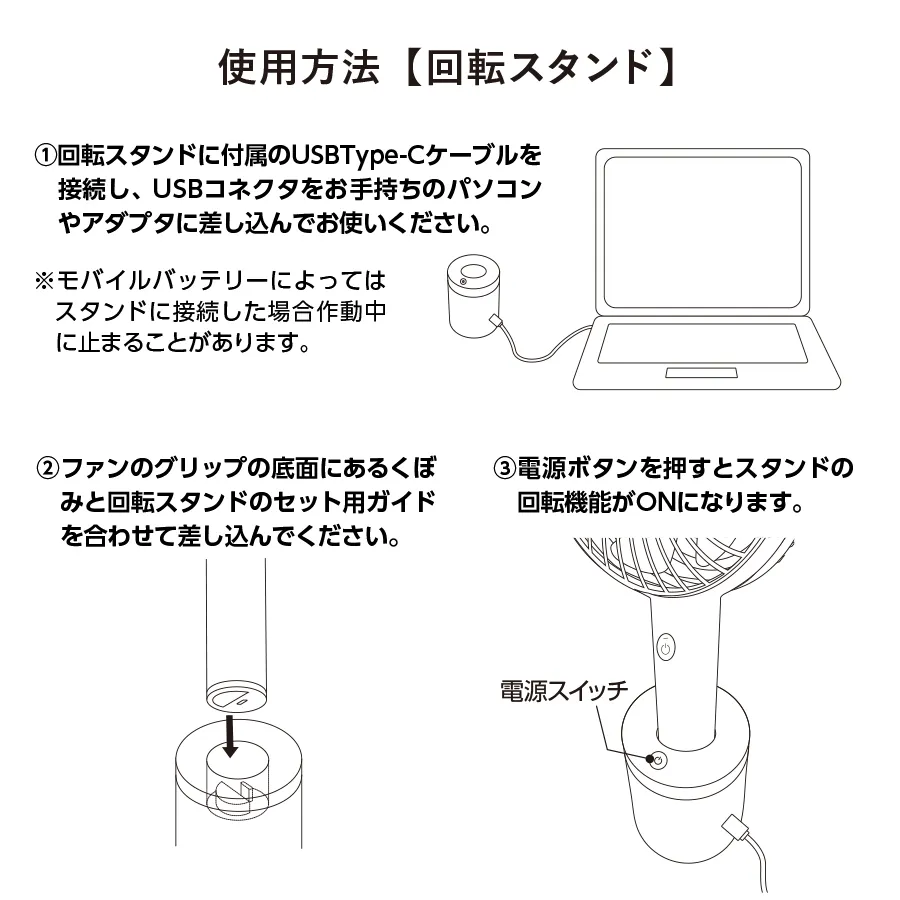 使用方法【回転スタンド】
①回転スタンドに付属のUSBType-Cケーブルを
接続し、USBコネクタをお手持ちのパソコン
やアダプタに差し込んでお使いください。
※モバイルバッテリーによっては
スタンドに接続した場合作動中
に止まることがあります。
②ファンのグリップの底面にあるくぼ
みと回転スタンドのセット用ガイド
を合わせて差し込んでください。
③電源ボタンを押すとスタンドの
回転機能がONになります。
電源スイッチ